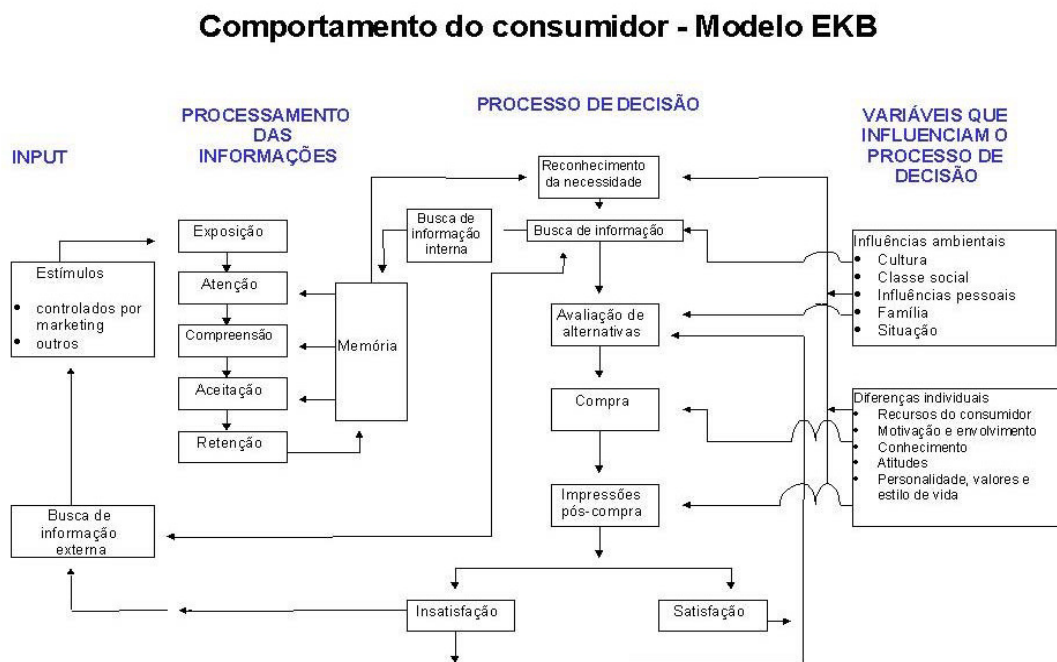 Comportamento do consumidor - Modelo EKB
INPUT
PROCESSAMENTO
DAS
INFORMAÇÕES
PROCESSO DE DECISÃO
VARIÁVEIS QUE
INFLUENCIAM O
PROCESSO DE
DECISÃO
Estímulos
controlados por
marketing
outros
Busca de
informação
externa
Exposição
Atenção
Compreensão
Aceitação
Retenção
Memória
Busca de
informação
interna
Reconhecimento
da necessidade
Busca de informação
Avaliação de
alternativas
Compra
Impressões
pós-compra
Insatisfação
Satisfação
Influências ambientais
Cultura
Classe social
Influências pessoais
Família
Situação
Diferenças individuais
Recursos do consumidor
Motivação e envolvimento
Conhecimento
Atitudes
Personalidade, valores e
estilo de vida